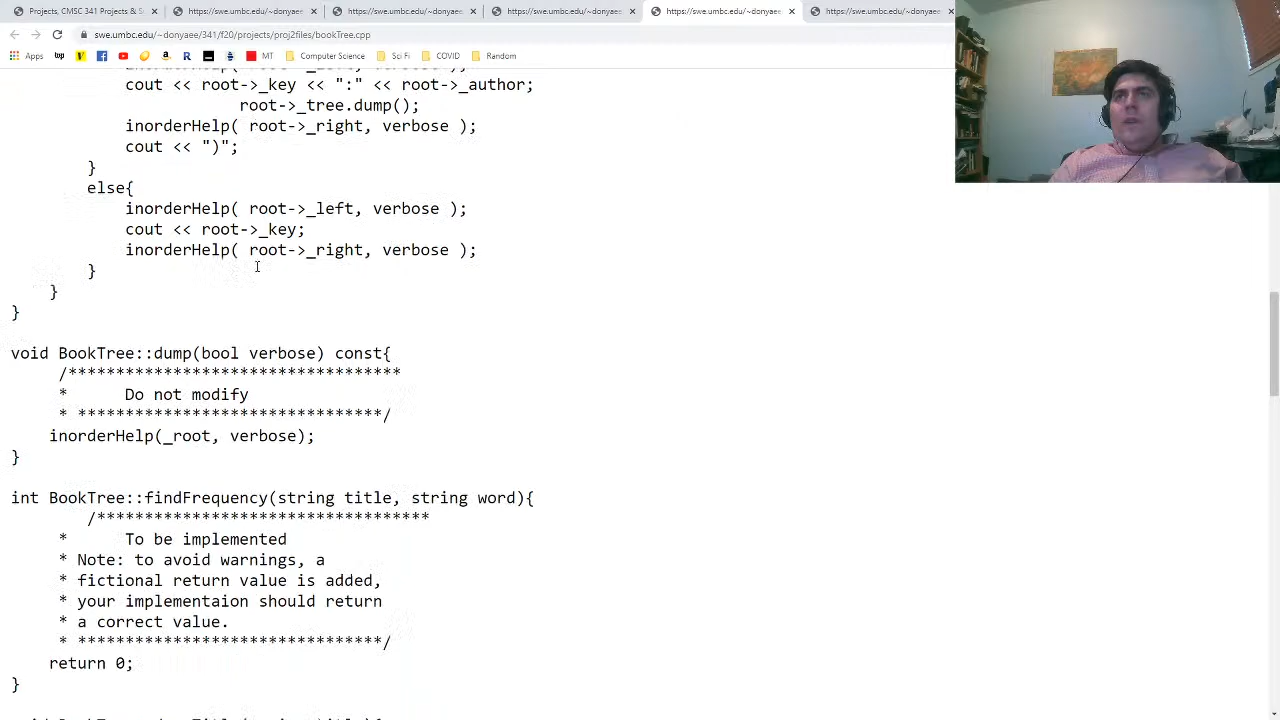 Projects, CMSC 341 Projects & S
https://swe.umbc.edu/~donyaee/
https://swe.umbc.edu/~donyaee/
https://swe.umbc.edu/~donyaee/
https://swe.umbc.edu/~donyaee/
https://swe.umbc.edu/~donyaee/
swe.umbc.edu/~donyaee/341/f20/projects/proj2files/bookTree.cpp
Apps
MT
Computer Science
Sci Fi
COVID
Random
cout << root->_key << ":" << root->_author;
root->_tree.dump();
inorderHelp( root->_right, verbose );
cout << ")";
}
else{
inorderHelp( root->_left, verbose );
cout << root->_key;
inorderHelp( root->_right, verbose );
}
}
}
void BookTree::dump(bool verbose) const{
/**********************************
* Do not modify
* ********************************/
inorderHelp(_root, verbose);
}
int BookTree::findFrequency(string title, string word){
/**********************************
* To be implemented
* Note: to avoid warnings, a
* fictional return value is added,
* your implementaion should return
* a correct value.
* ********************************/
return 0;
}